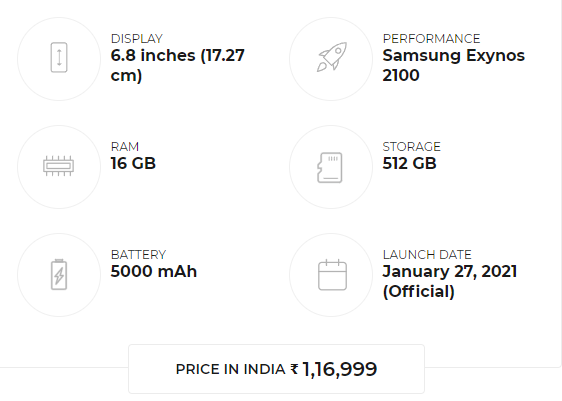 DISPLAY
6.8 inches (17.27
cm)
PERFORMANCE
Samsung Exynos
2100
RAM
16 GB
STORAGE
512 GB
BATTERY
5000 mAh
LAUNCH DATE
January 27, 2021
(Official)
PRICE IN INDIA ₹ 1,16,999